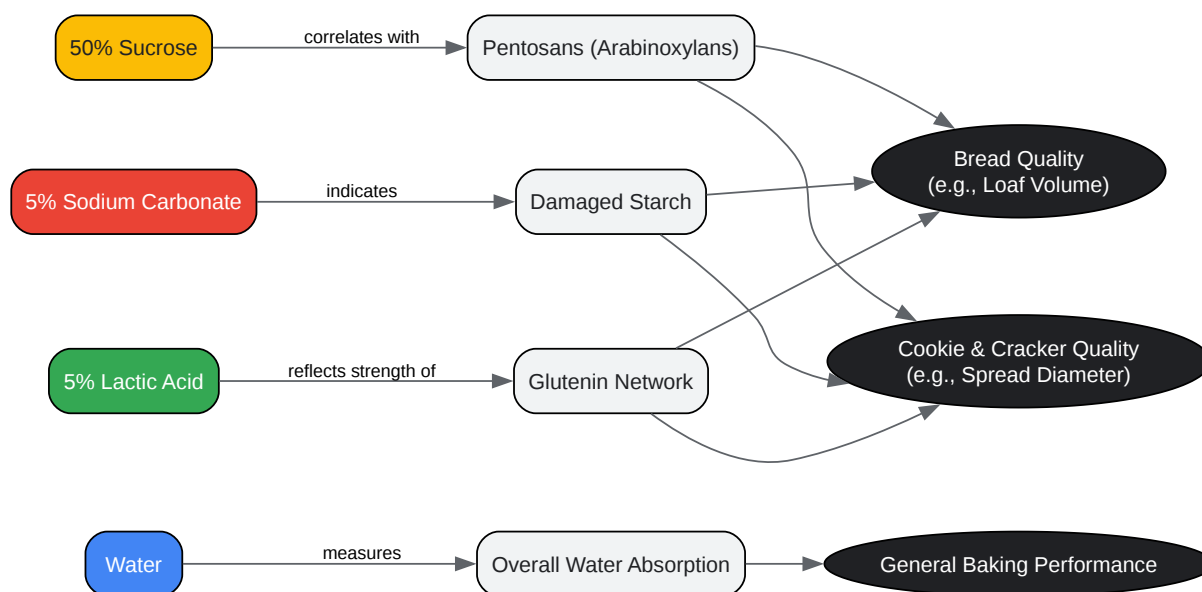 50% Sucrose
correlates with
Pentosans (Arabinoxylans)
Bread Quality
(e.g., Loaf Volume)
5% Sodium Carbonate
indicates
Damaged Starch
Cookie & Cracker Quality
(e.g., Spread Diameter)
5% Lactic Acid
reflects strength of
Glutenin Network
Water
measures
Overall Water Absorption
General Baking Performance